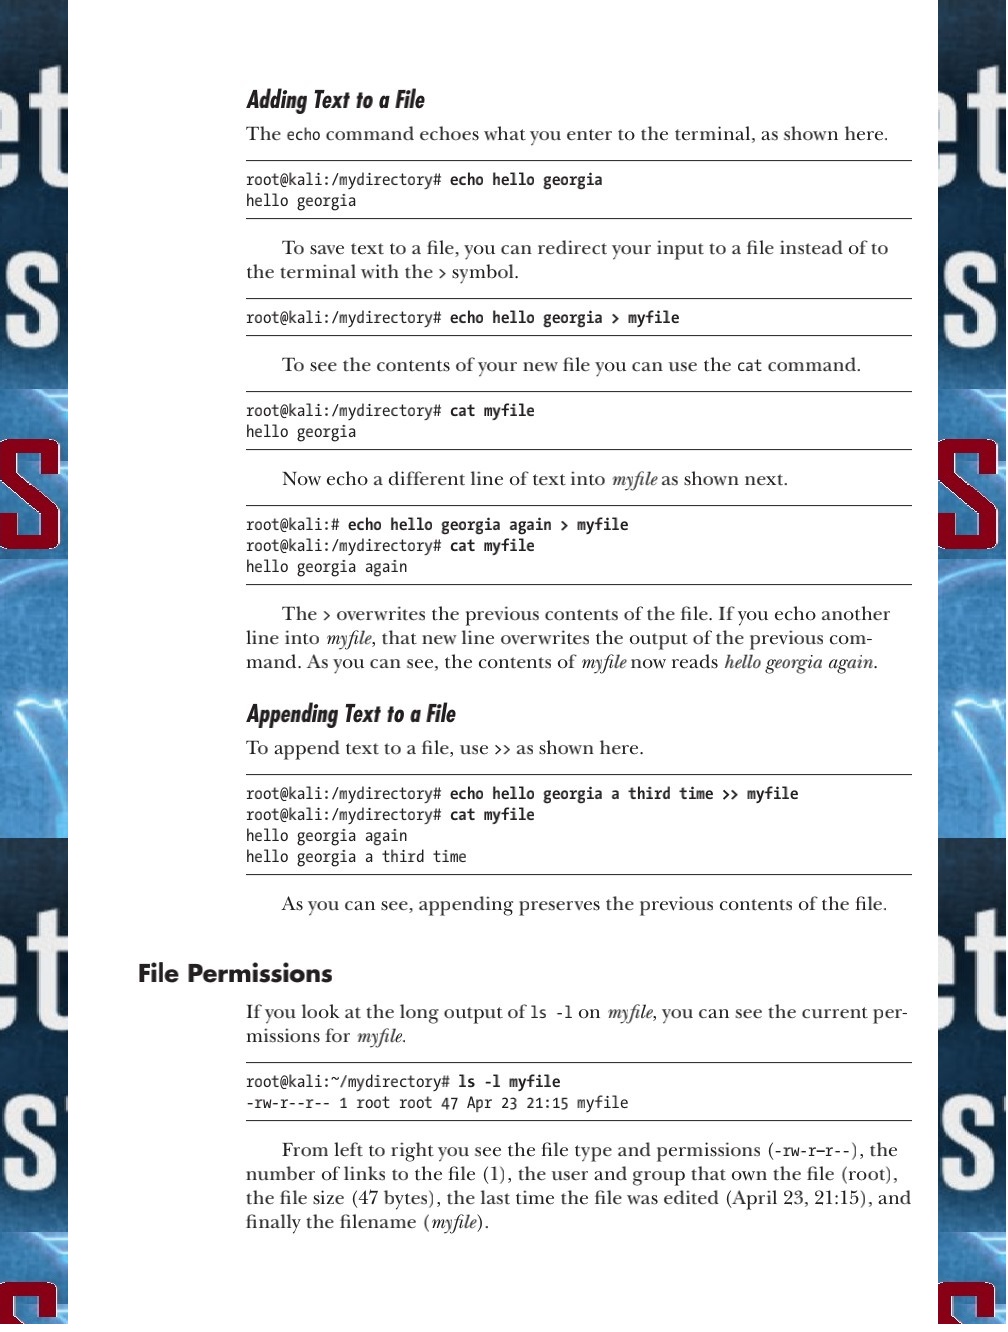 Adding Text to a File
The echo command echoes what you enter to the terminal, as shown here.
root@kali:/mydirectory# echo hello georgia
hello georgia
To save text to a file, you can redirect your input to a file instead of to
the terminal with the > symbol.
root@kali:/mydirectory# echo hello georgia > myfile
To see the contents of your new file you can use the cat command.
root@kali:/mydirectory# cat myfile
hello georgia
Now echo a different line of text into myfile as shown next.
root@kali:# echo hello georgia again > myfile
root@kali:/mydirectory# cat myfile
hello georgia again
The > overwrites the previous contents of the file. If you echo another
line into myfile, that new line overwrites the output of the previous com-
mand. As you can see, the contents of myfile now reads hello georgia again.
Appending Text to a File
To append text to a file, use >> as shown here.
root@kali:/mydirectory# echo hello georgia a third time >> myfile
root@kali:/mydirectory# cat myfile
hello georgia again
hello georgia a third time
As you can see, appending preserves the previous contents of the file.
File Permissions
If you look at the long output of ls -l on myfile, you can see the current per-
missions for myfile.
root@kali:~/mydirectory# ls -l myfile
-rw-r--r-- 1 root root 47 Apr 23 21:15 myfile
From left to right you see the file type and permissions (-rw-r—r--), the
number of links to the file (1), the user and group that own the file (root),
the file size (47 bytes), the last time the file was edited (April 23, 21:15), and
finally the filename (myfile).